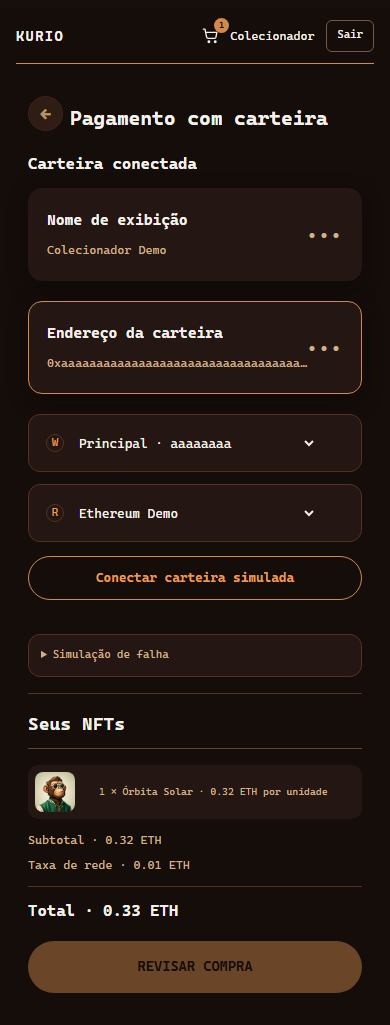 KURIO
1
Colecionador
Sair
Pagamento com carteira
Carteira conectada
Nome de exibição
Colecionador Demo
Endereço da carteira
0xaaaaaaaaaaaaaaaaaaaaaaaaaaaaaaaaaa…
W Principal · aaaaaaaa
R Ethereum Demo
Conectar carteira simulada
Simulação de falha
Seus NFTs
1 × Órbita Solar · 0.32 ETH por unidade
Subtotal · 0.32 ETH
Taxa de rede · 0.01 ETH
Total · 0.33 ETH
REVISAR COMPRA